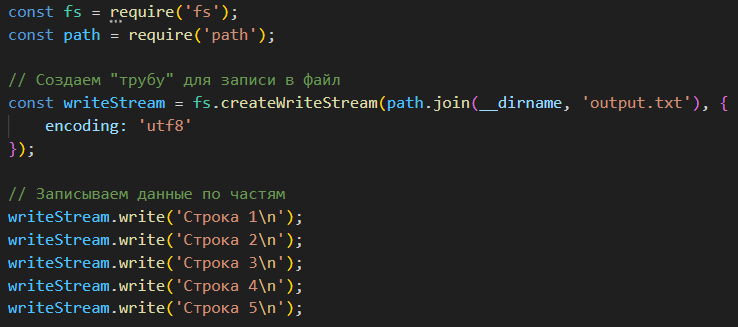 const fs = require('fs');
const path = require('path');
// Создаем "трубу" для записи в файл
const writeStream = fs.createWriteStream(path.join(__dirname, 'output.txt'), {
    encoding: 'utf8'
});
// Записываем данные по частям
writeStream.write('Строка 1\n');
writeStream.write('Строка 2\n');
writeStream.write('Строка 3\n');
writeStream.write('Строка 4\n');
writeStream.write('Строка 5\n');